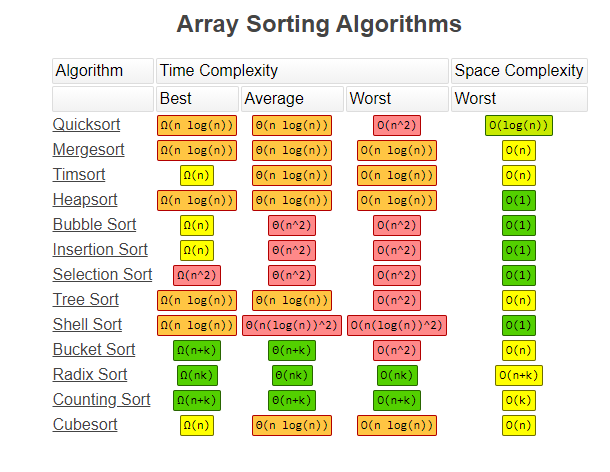 Array Sorting Algorithms
Algorithm Time Complexity Space Complexity
Best Average Worst Worst
Quicksort Ω(n log(n)) Θ(n log(n)) O(n^2) O(log(n))
Mergesort Ω(n log(n)) Θ(n log(n)) O(n log(n)) O(n)
Timsort Ω(n) Θ(n log(n)) O(n log(n)) O(n)
Heapsort Ω(n log(n)) Θ(n log(n)) O(n log(n)) O(1)
Bubble Sort Ω(n) Θ(n^2) O(n^2) O(1)
Insertion Sort Ω(n) Θ(n^2) O(n^2) O(1)
Selection Sort Ω(n^2) Θ(n^2) O(n^2) O(1)
Tree Sort Ω(n log(n)) Θ(n log(n)) O(n^2) O(n)
Shell Sort Ω(n log(n)) Θ(n(log(n))^2) O(n(log(n))^2) O(1)
Bucket Sort Ω(n+k) Θ(n+k) O(n^2) O(n)
Radix Sort Ω(nk) Θ(nk) O(nk) O(n+k)
Counting Sort Ω(n+k) Θ(n+k) O(n+k) O(k)
Cubesort Ω(n) Θ(n log(n)) O(n log(n)) O(n)